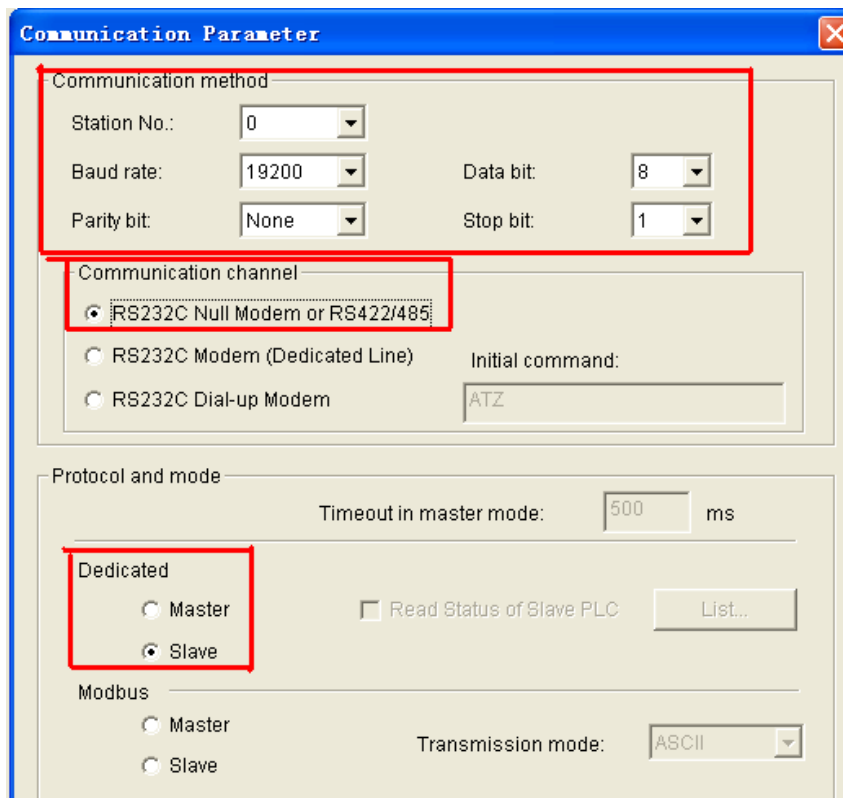 Communication Parameter
Communication method
Station No.: 0
Baud rate: 19200 Data bit: 8
Parity bit: None Stop bit: 1
Communication channel
RS232C Null Modem or RS422/485
RS232C Modem (Dedicated Line) Initial command:
RS232C Dial-up Modem ATZ
Protocol and mode
Timeout in master mode: 500 ms
Dedicated
Master Read Status of Slave PLC List...
Slave
Modbus
Master
Transmission mode: ASCII
Slave